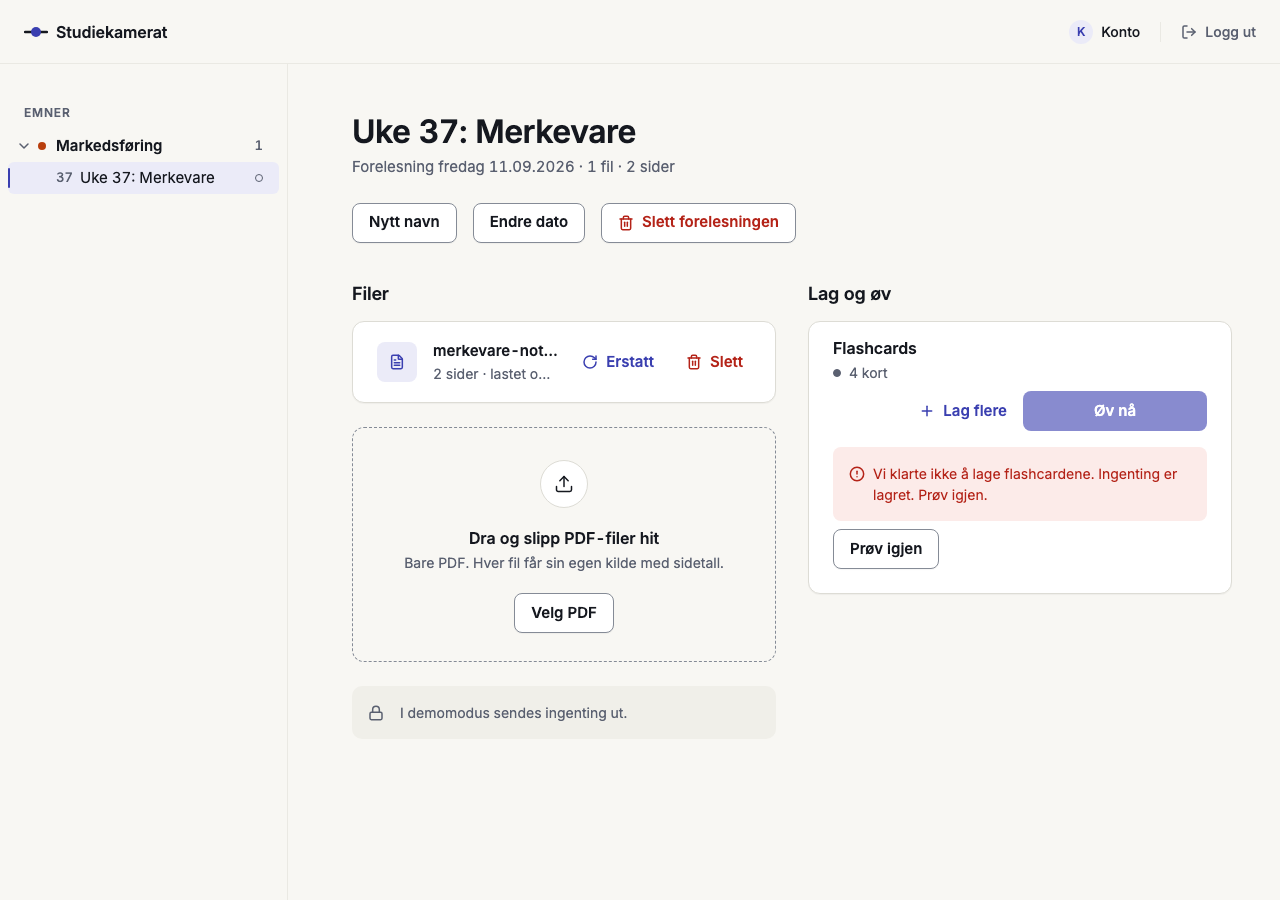 Studiekamerat
K Konto
Logg ut
EMNER
Markedsføring 1
37 Uke 37: Merkevare
Uke 37: Merkevare
Forelesning fredag 11.09.2026 · 1 fil · 2 sider
Nytt navn
Endre dato
Slett forelesningen
Filer
merkevare-not...
2 sider · lastet o...
Erstatt
Slett
Dra og slipp PDF-filer hit
Bare PDF. Hver fil får sin egen kilde med sidetall.
Velg PDF
I demomodus sendes ingenting ut.
Lag og øv
Flashcards
4 kort
Lag flere
Øv nå
Vi klarte ikke å lage flashcardene. Ingenting er
lagret. Prøv igjen.
Prøv igjen